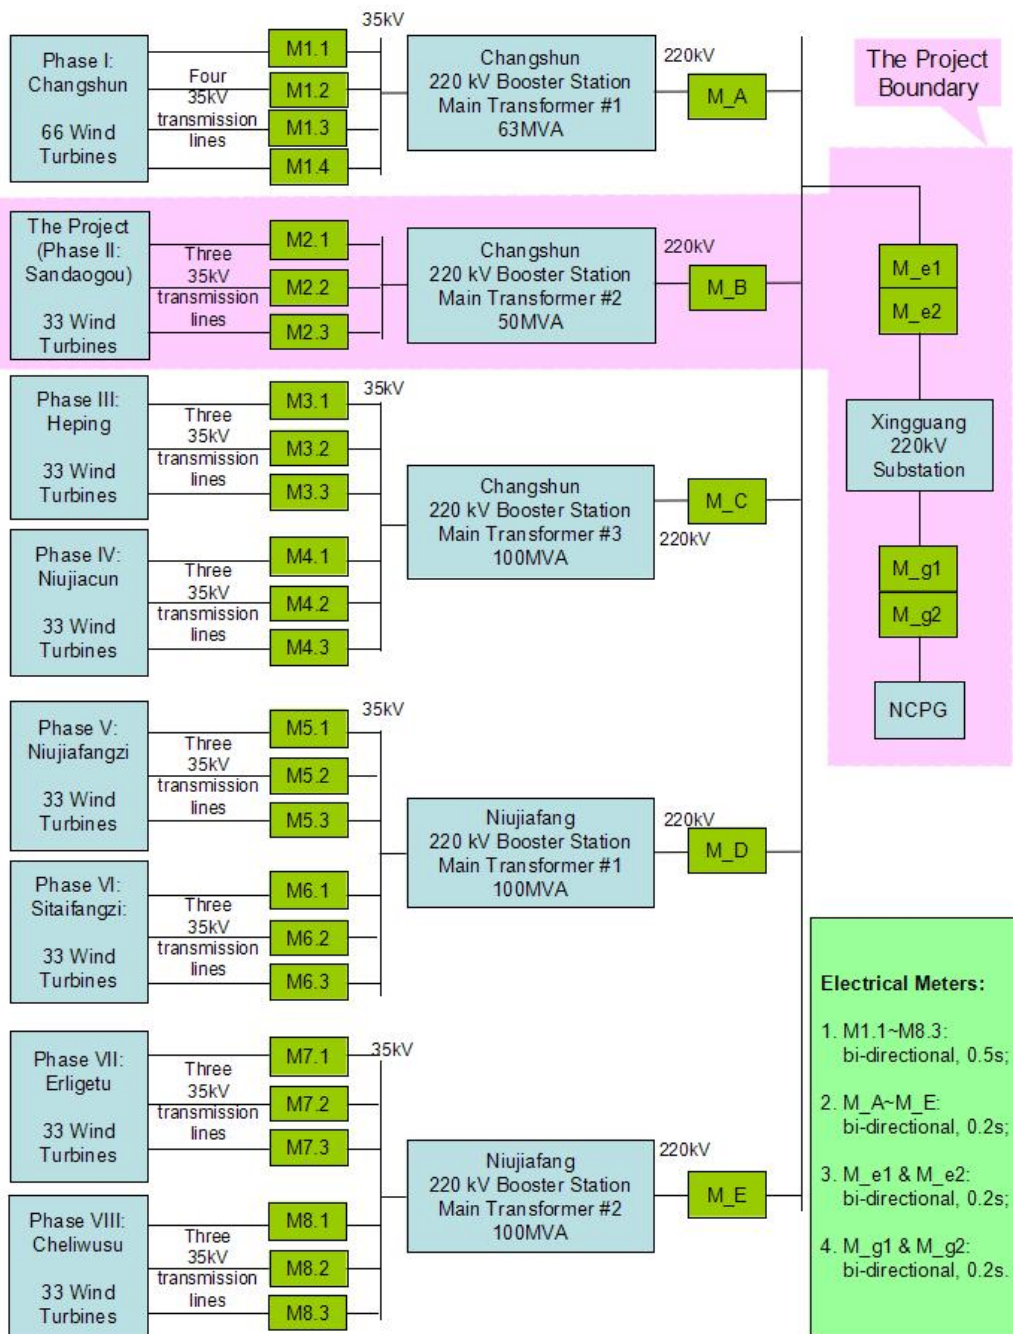 Phase I:
Changshun
66 Wind
Turbines
Four
35kV
transmission
lines
M1.1
M1.2
M1.3
M1.4
35kV
Changshun
220 kV Booster Station
Main Transformer #1
63MVA
220kV
M_A
The Project
Boundary
The Project
(Phase II:
Sandaogou)
33 Wind
Turbines
Three
35kV
transmission
lines
M2.1
M2.2
M2.3
Changshun
220 kV Booster Station
Main Transformer #2
50MVA
220kV
M_B
M_e1
M_e2
Xingguang
220kV
Substation
M_g1
M_g2
NCPG
Phase III:
Heping
33 Wind
Turbines
Three
35kV
transmission
lines
M3.1
M3.2
M3.3
35kV
Phase IV:
Niujiacun
33 Wind
Turbines
Three
35kV
transmission
lines
M4.1
M4.2
M4.3
Changshun
220 kV Booster Station
Main Transformer #3
100MVA
M_C
220kV
Phase V:
Niujiafangzi
33 Wind
Turbines
Three
35kV
transmission
lines
M5.1
M5.2
M5.3
35kV
Phase VI:
Sitaifangzi:
33 Wind
Turbines
Three
35kV
transmission
lines
M6.1
M6.2
M6.3
Niujiafang
220 kV Booster Station
Main Transformer #1
100MVA
220kV
M_D
Phase VII:
Erligetu
33 Wind
Turbines
Three
35kV
transmission
lines
M7.1
M7.2
M7.3
35kV
Phase VIII:
Cheliwusu
33 Wind
Turbines
Three
35kV
transmission
lines
M8.1
M8.2
M8.3
Niujiafang
220 kV Booster Station
Main Transformer #2
100MVA
220kV
M_E
Electrical Meters:
1. M1.1~M8.3:
bi-directional, 0.5s;
2. M_A~M_E:
bi-directional, 0.2s;
3. M_e1 & M_e2:
bi-directional, 0.2s;
4. M_g1 & M_g2:
bi-directional, 0.2s.